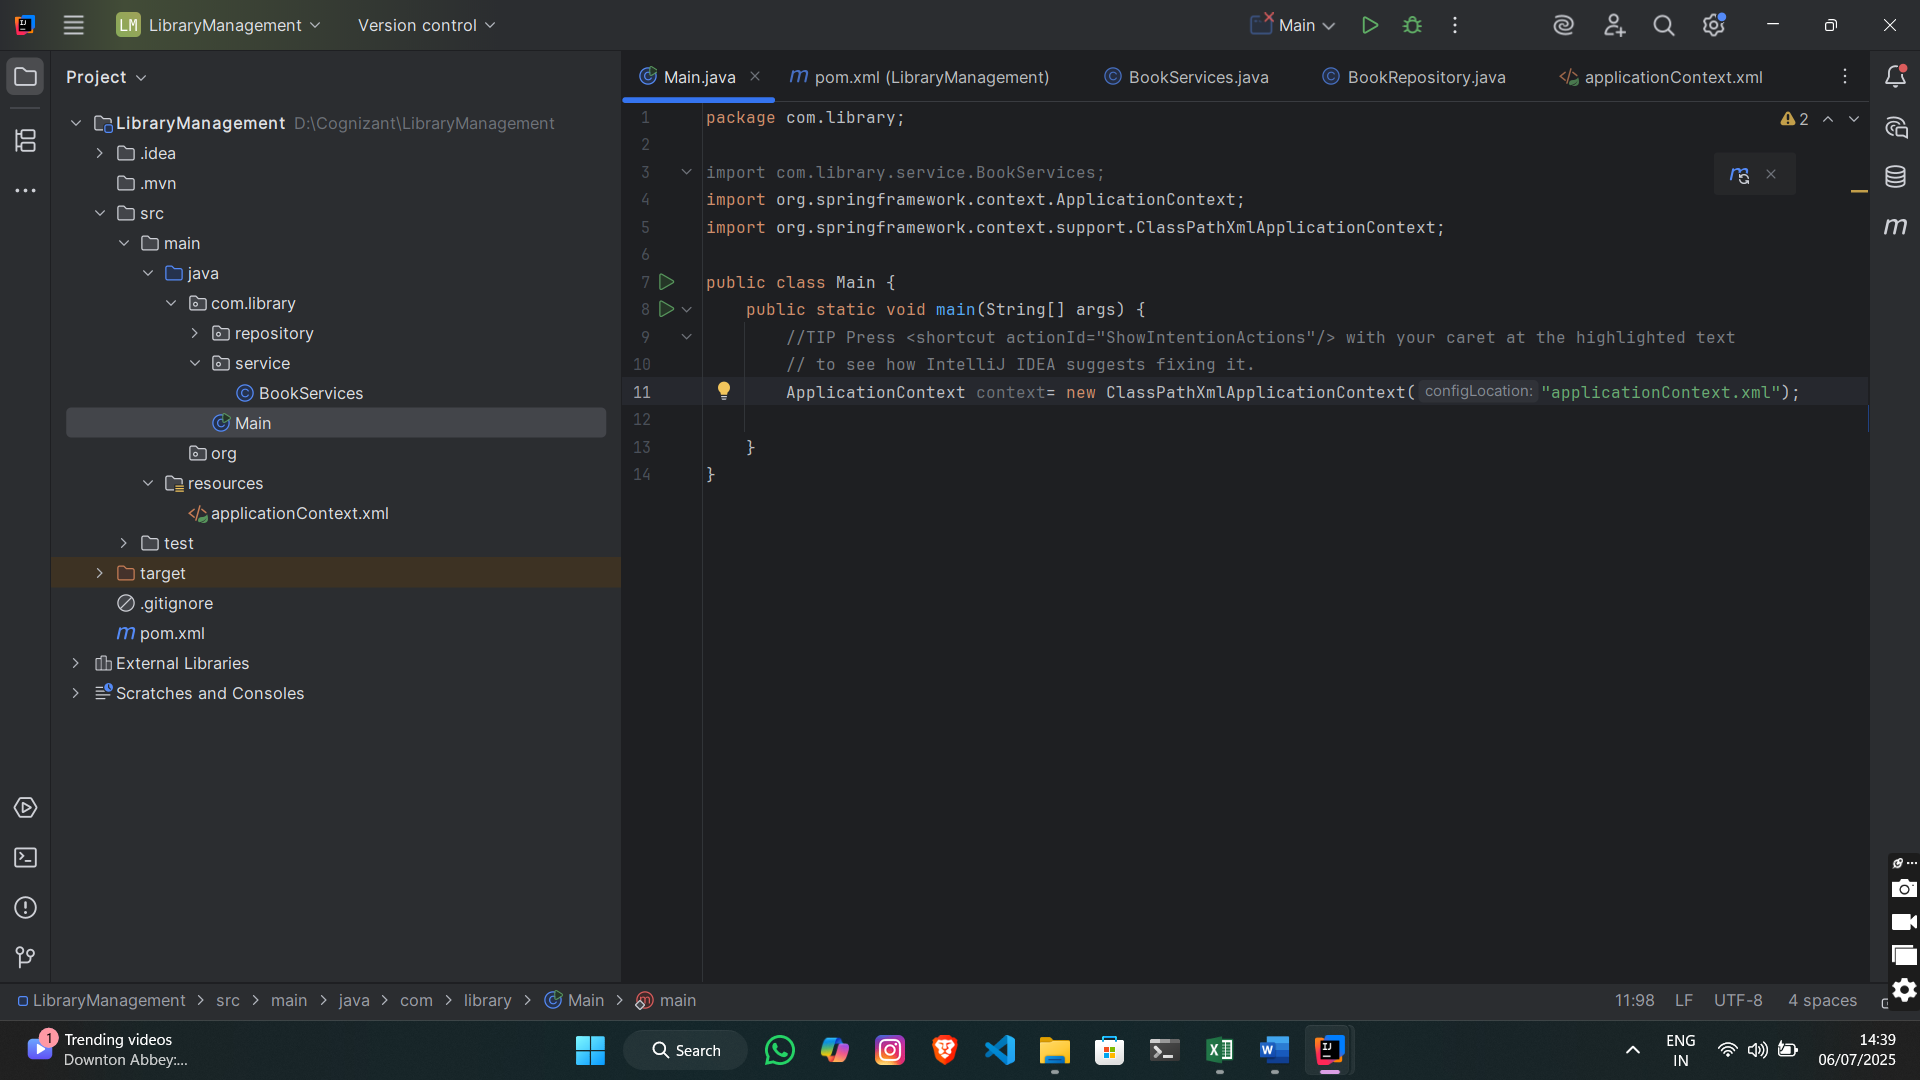 LM LibraryManagement Version control Main
Project
Main.java pom.xml (LibraryManagement) BookServices.java BookRepository.java applicationContext.xml
LibraryManagement D:\Cognizant\LibraryManagement
.idea
.mvn
src
main
java
com.library
repository
service
BookServices
Main
org
resources
applicationContext.xml
test
target
.gitignore
pom.xml
External Libraries
Scratches and Consoles
2
1 package com.library;
2
3 import com.library.service.BookServices;
4 import org.springframework.context.ApplicationContext;
5 import org.springframework.context.support.ClassPathXmlApplicationContext;
6
7 public class Main {
8 public static void main(String[] args) {
9 //TIP Press <shortcut actionId="ShowIntentionActions"/> with your caret at the highlighted text
10 // to see how IntelliJ IDEA suggests fixing it.
11 ApplicationContext context= new ClassPathXmlApplicationContext( configLocation: "applicationContext.xml");
12
13 }
14 }
LibraryManagement > src > main > java > com > library > Main > main
11:98 LF UTF-8 4 spaces
1 Trending videos
Downton Abbey:...
Search
ENG
IN
14:39
06/07/2025